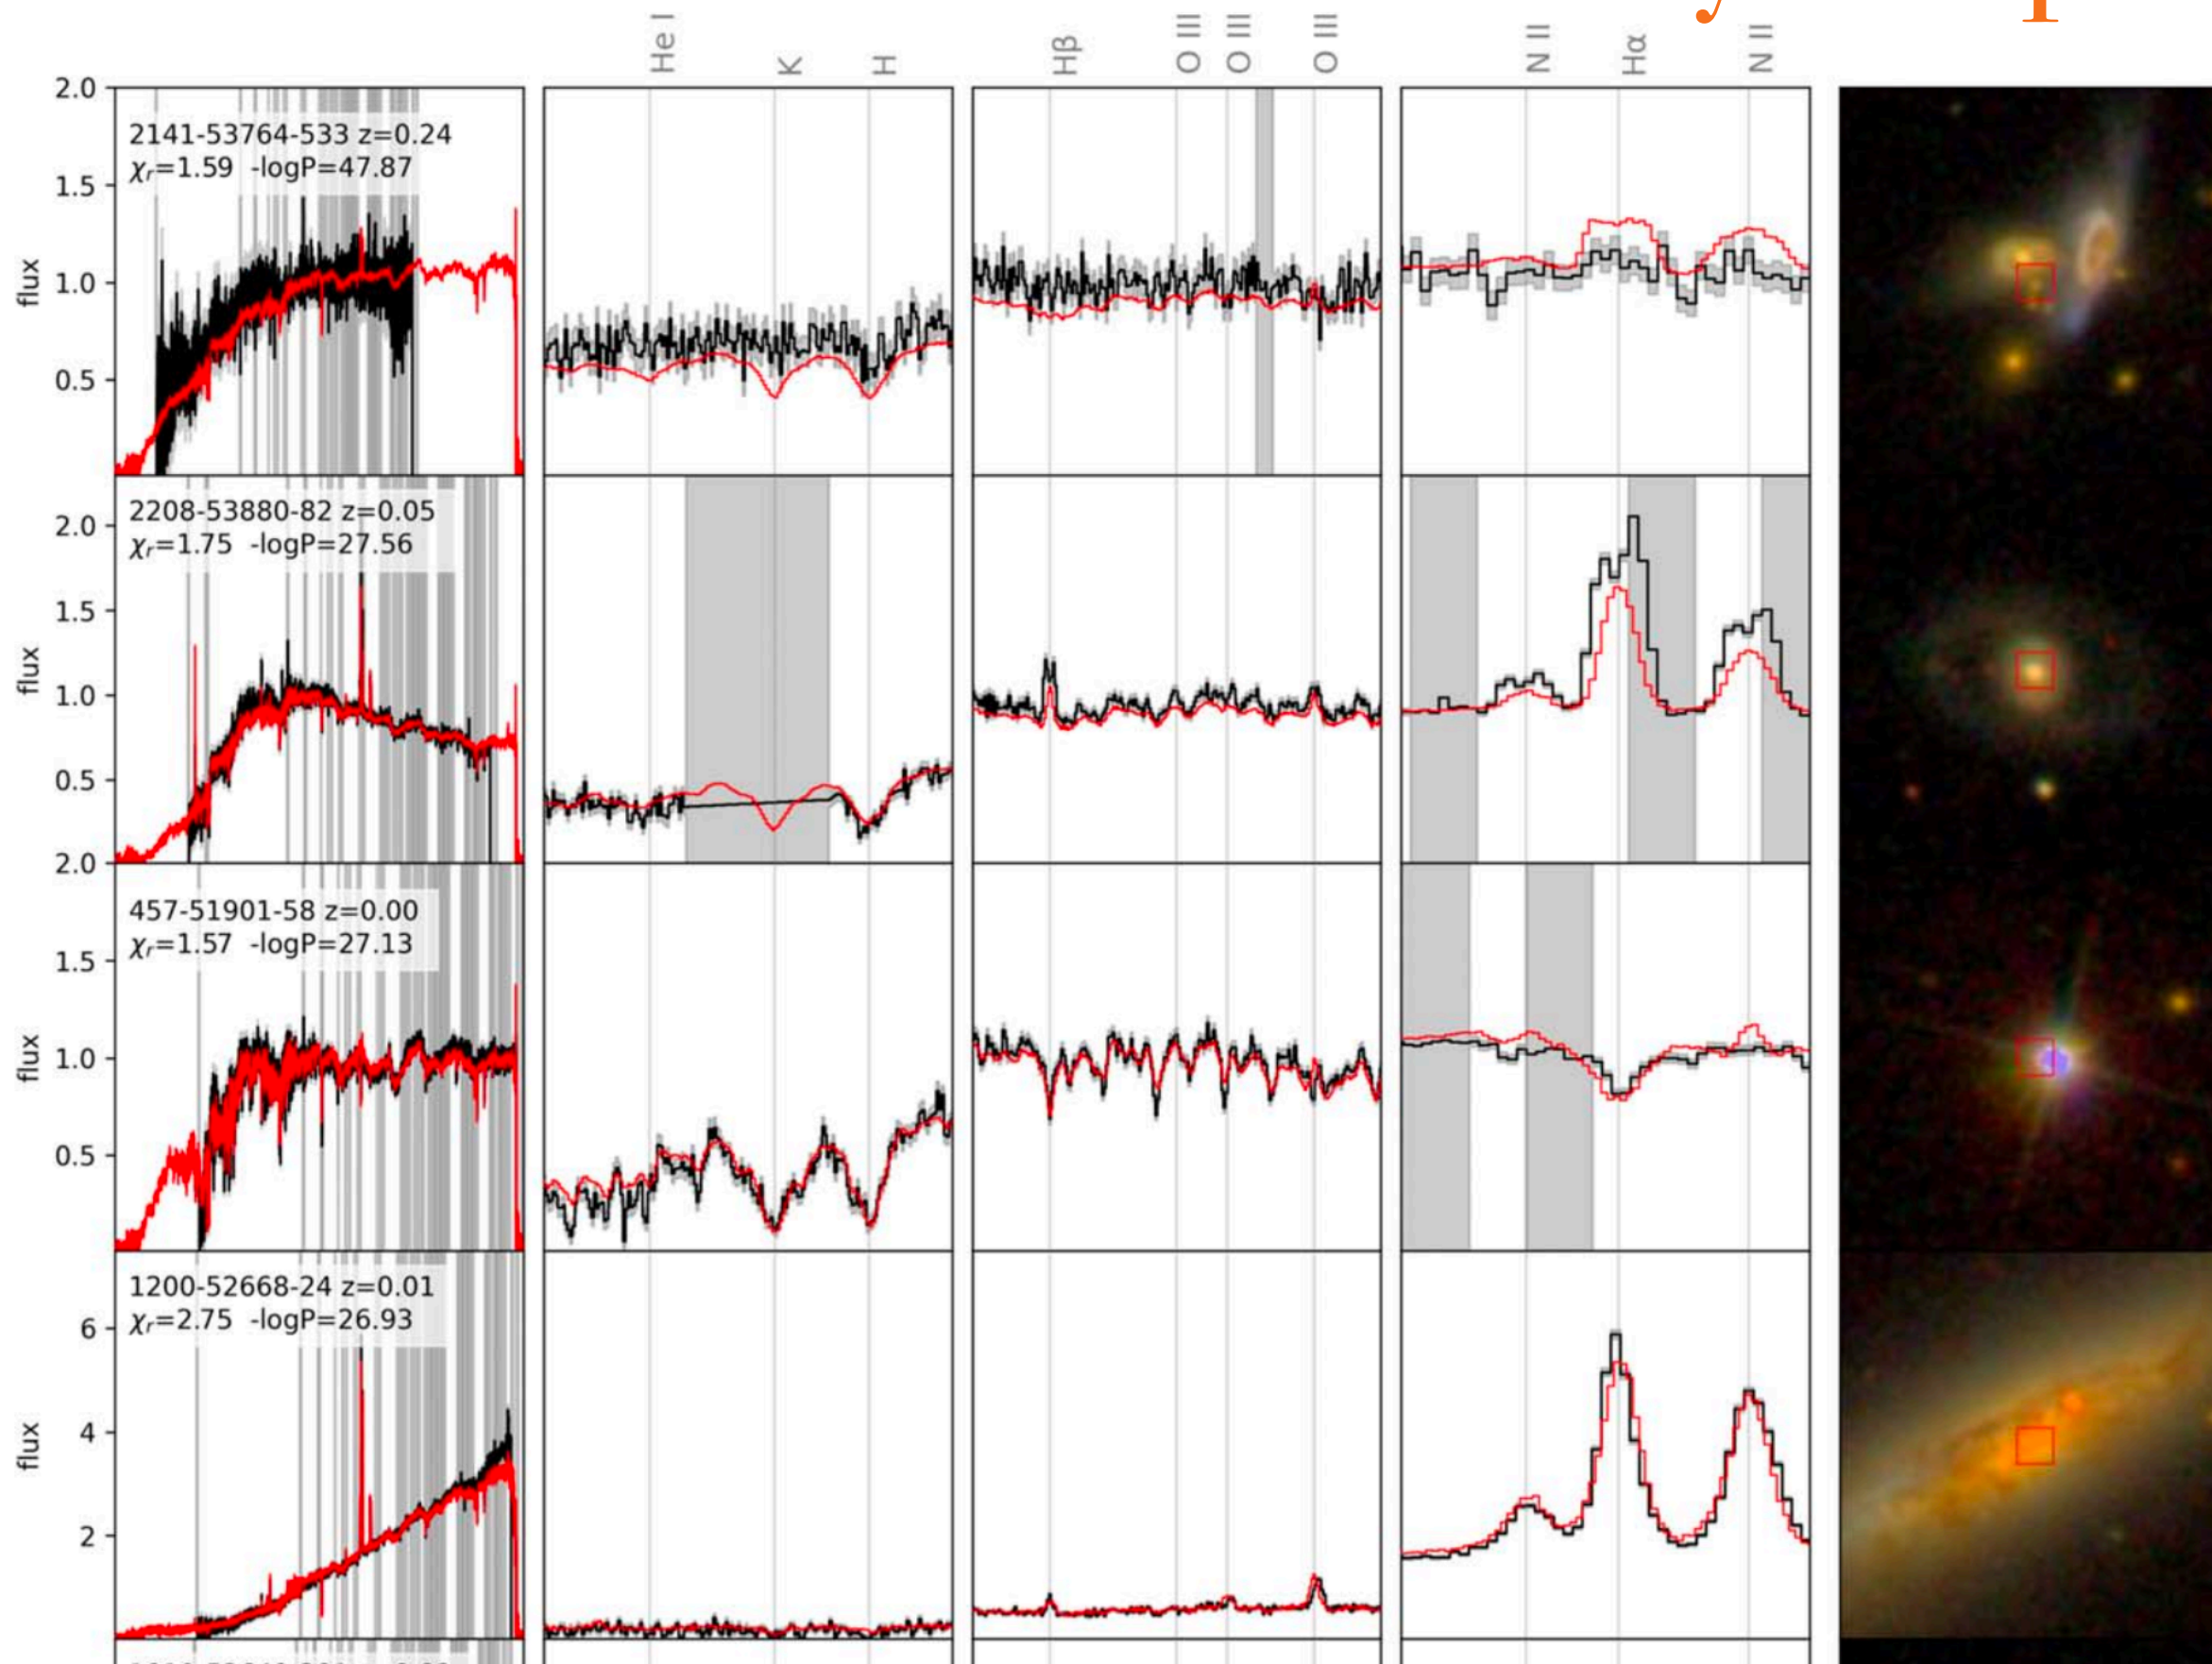 He I K H Hβ O III O III O III N II Hα N II
2.0
2141-53764-533 z=0.24
χr=1.59 -logP=47.87
1.5
flux
1.0
0.5
2208-53880-82 z=0.05
χr=1.75 -logP=27.56
2.0
1.5
flux
1.0
0.5
2.0
457-51901-58 z=0.00
χr=1.57 -logP=27.13
1.5
flux
1.0
0.5
1200-52668-24 z=0.01
χr=2.75 -logP=26.93
6
flux
4
2